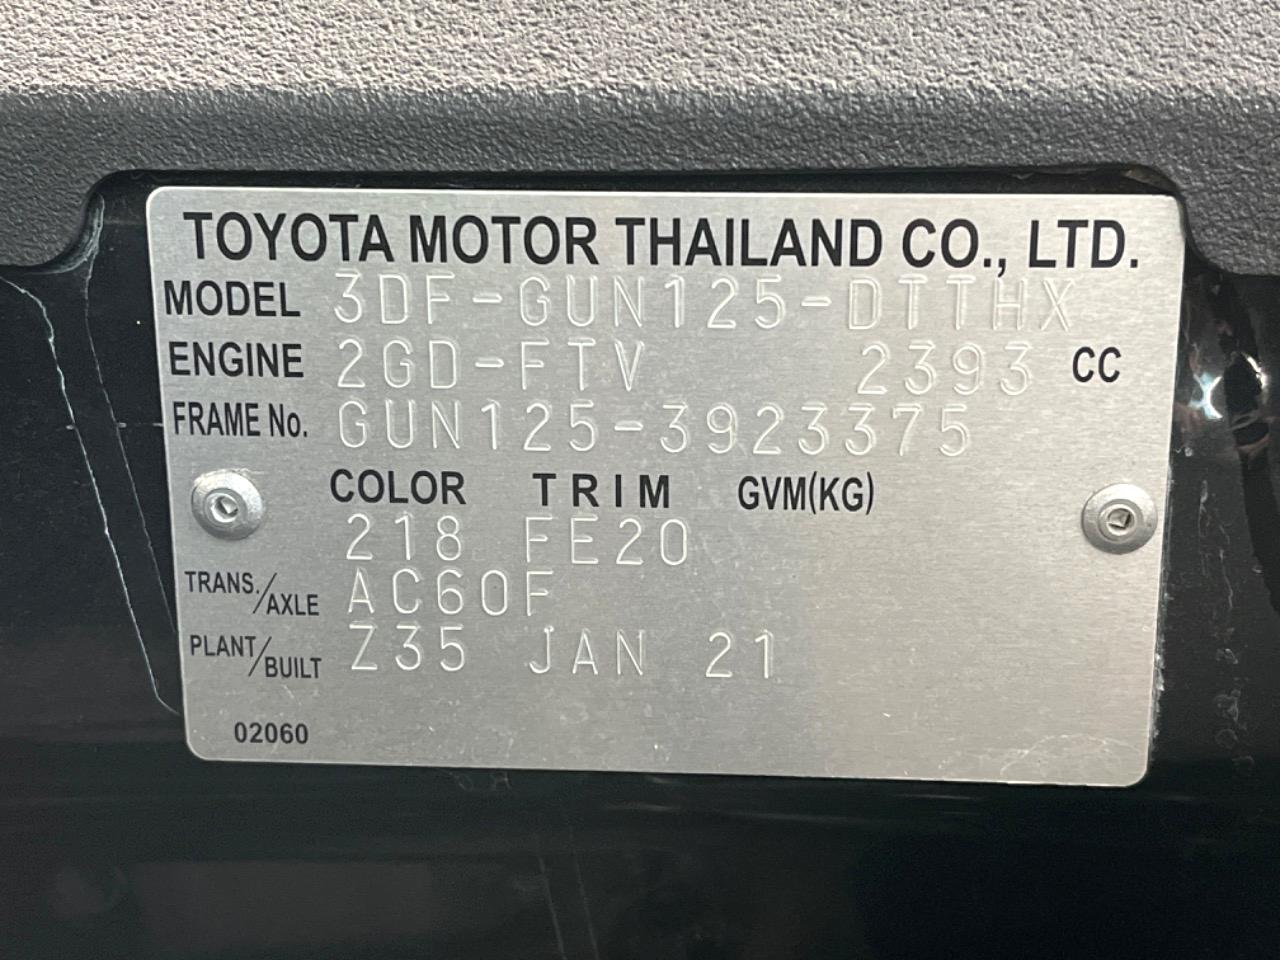 TOYOTA MOTOR THAILAND CO., LTD.
MODEL 3DF-GUN125-DTTHX
ENGINE 2GD-FTV 2393 CC
FRAME No. GUN125-3923375
COLOR TRIM GVM(KG)
218 FE20
TRANS./AXLE AC60F
PLANT/BUILT Z35 JAN 21
02060